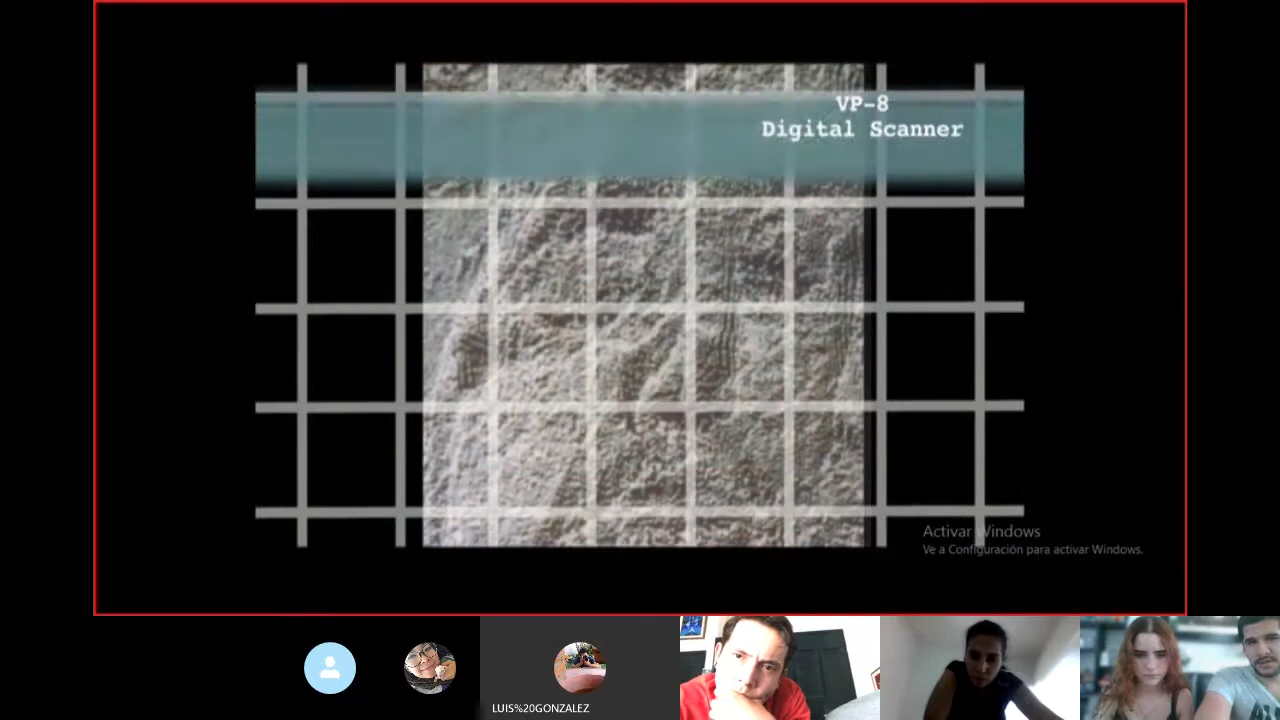 VP-8
Digital Scanner
Activar Windows
Ve a Configuración para activar Windows.
LUIS%20GONZALEZ